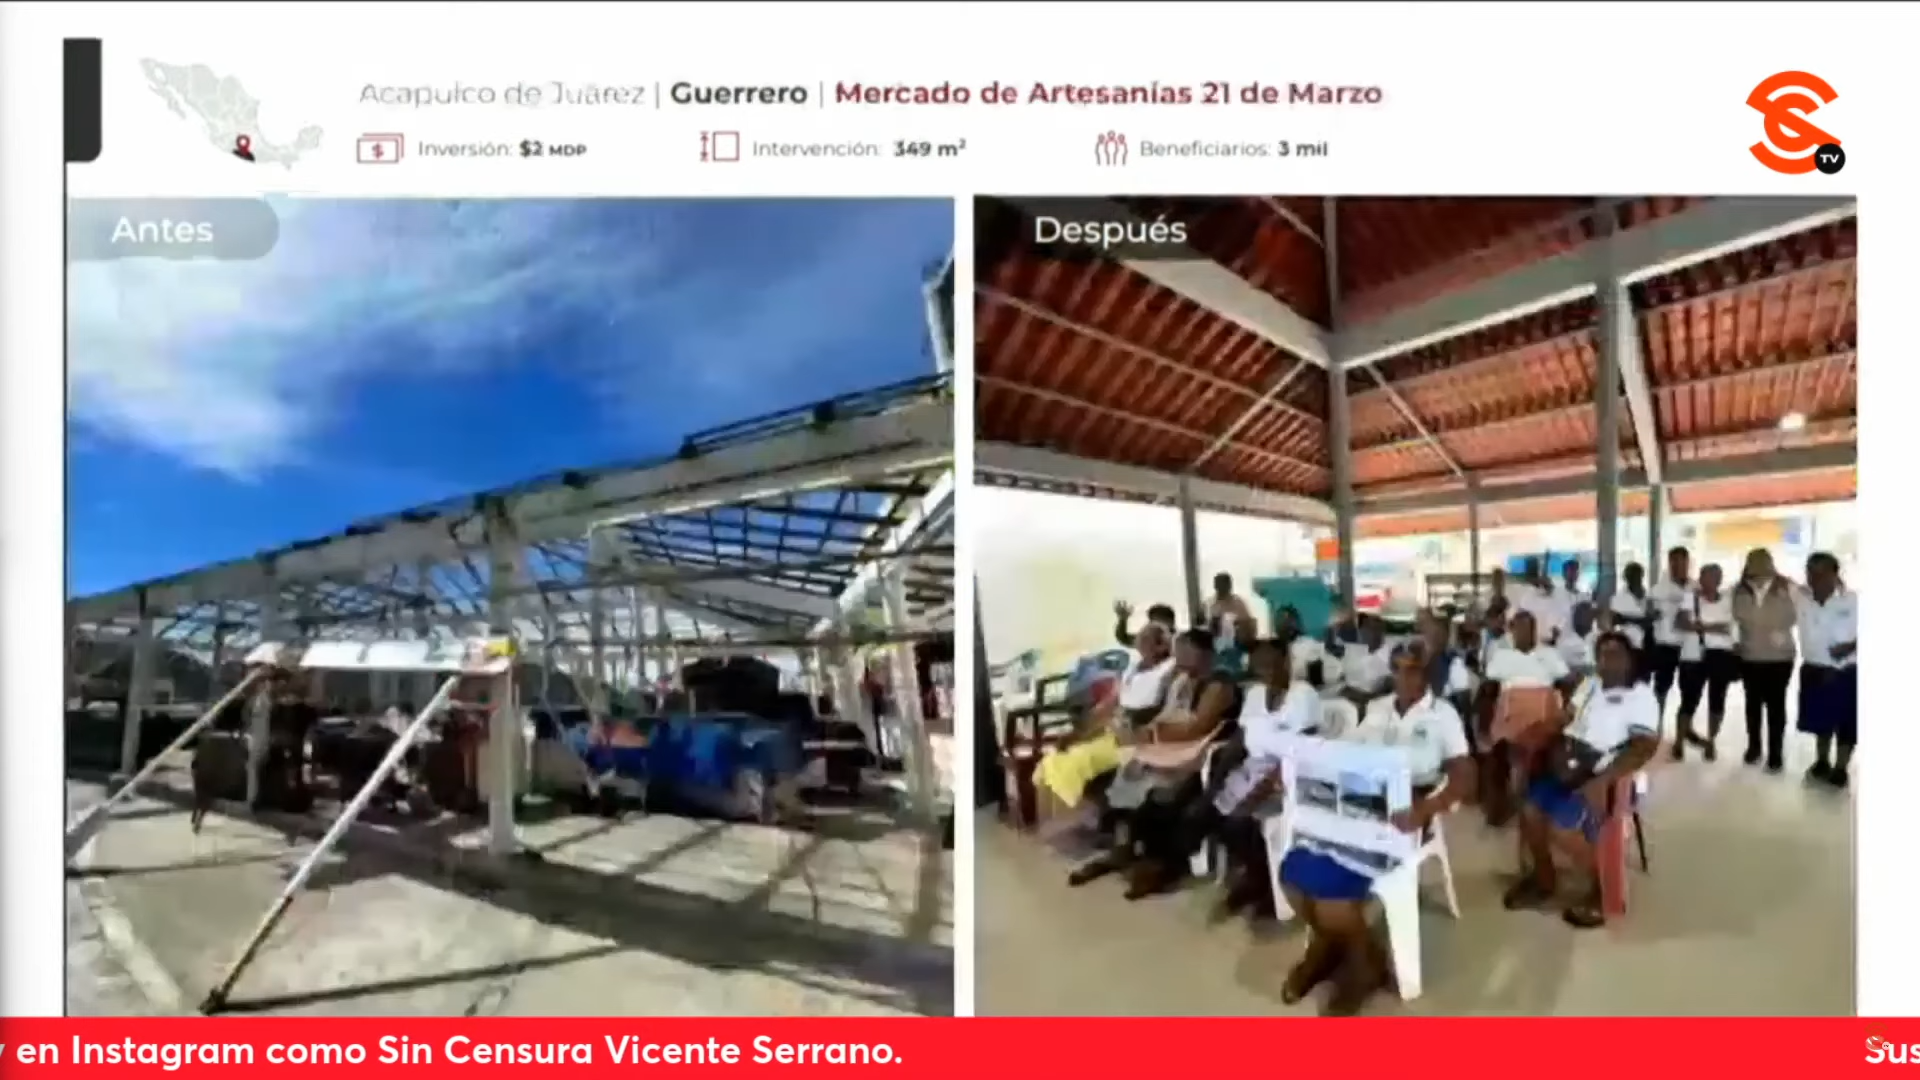 Acapulco de Juárez | Guerrero | Mercado de Artesanías 21 de Marzo
Inversión: $2 MDP
Intervención: 349 m²
Beneficiarios: 3 mil
TV
Antes
Después
y en Instagram como Sin Censura Vicente Serrano.
Sus